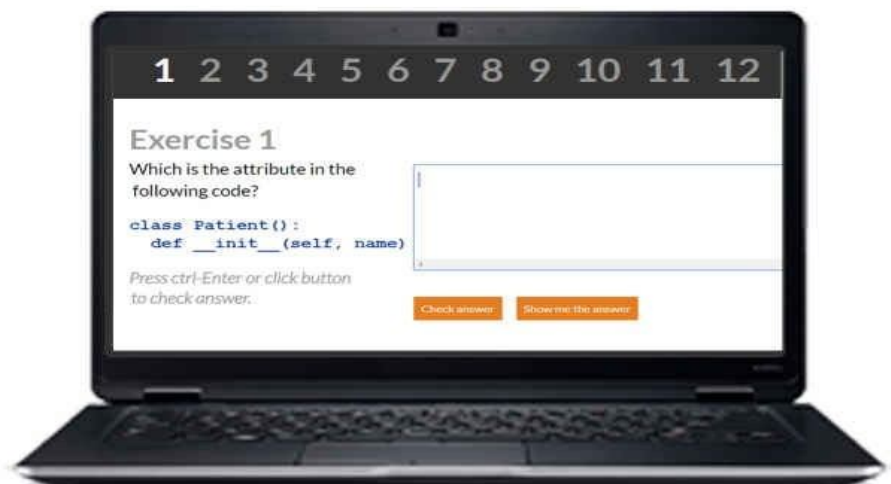 1 2 3 4 5 6 7 8 9 10 11 12
Exercise 1
Which is the attribute in the
following code?
class Patient():
def __init__(self, name)
Press ctrl-Enter or click button
to check answer.
Check answer
Show me the answer